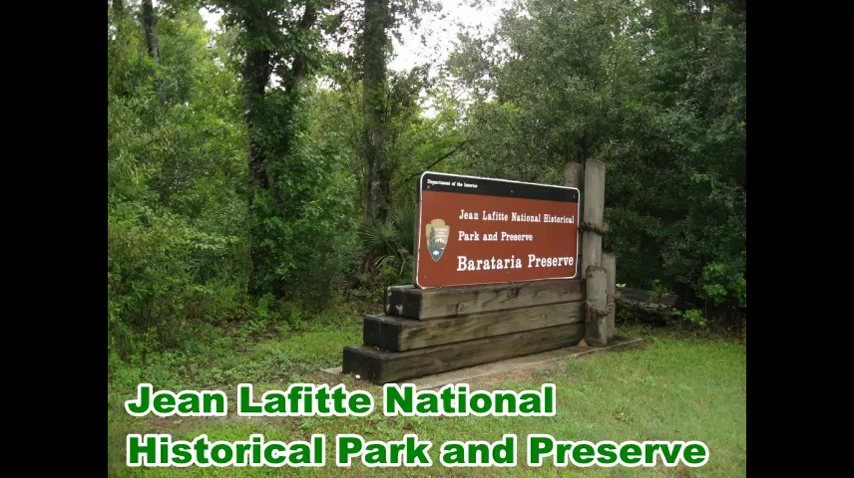 Department of the Interior
Jean Lafitte National Historical
Park and Preserve
Barataria Preserve
Jean Lafitte National
Historical Park and Preserve